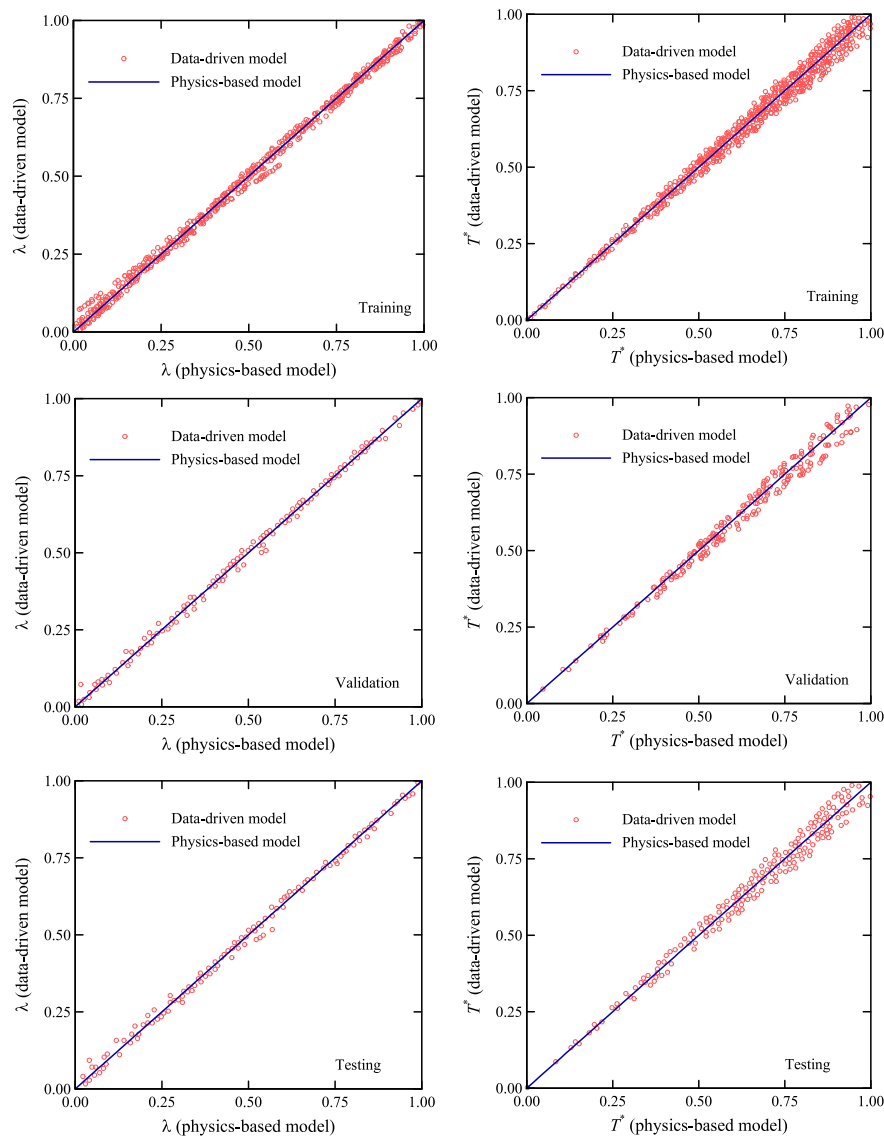 1.00
0.75
0.50
0.25
0.00
λ (data-driven model)
Data-driven model
Physics-based model
Training
0.00 0.25 0.50 0.75 1.00
λ (physics-based model)
1.00
0.75
0.50
0.25
0.00
T* (data-driven model)
Data-driven model
Physics-based model
Training
0.00 0.25 0.50 0.75 1.00
T* (physics-based model)
1.00
0.75
0.50
0.25
0.00
λ (data-driven model)
Data-driven model
Physics-based model
Validation
0.00 0.25 0.50 0.75 1.00
λ (physics-based model)
1.00
0.75
0.50
0.25
0.00
T* (data-driven model)
Data-driven model
Physics-based model
Validation
0.00 0.25 0.50 0.75 1.00
T* (physics-based model)
1.00
0.75
0.50
0.25
0.00
λ (data-driven model)
Data-driven model
Physics-based model
Testing
0.00 0.25 0.50 0.75 1.00
λ (physics-based model)
1.00
0.75
0.50
0.25
0.00
T* (data-driven model)
Data-driven model
Physics-based model
Testing
0.00 0.25 0.50 0.75 1.00
T* (physics-based model)